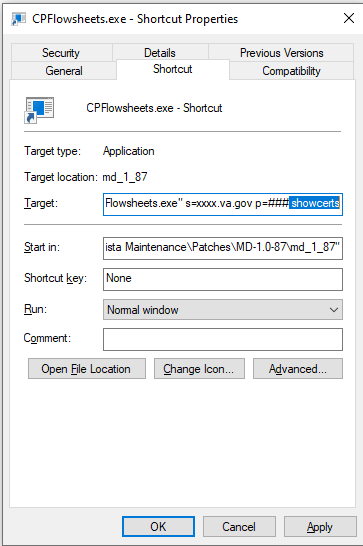 CPFlowsheets.exe - Shortcut Properties
Security Details Previous Versions
General Shortcut Compatibility
CPFlowsheets.exe - Shortcut
Target type: Application
Target location: md_1_87
Target: Flowsheets.exe" s=xxxx.va.gov p=### showcerts
Start in: ista Maintenance\Patches\MD-1.0-87\md_1_87"
Shortcut key: None
Run: Normal window
Comment:
Open File Location Change Icon... Advanced...
OK Cancel Apply